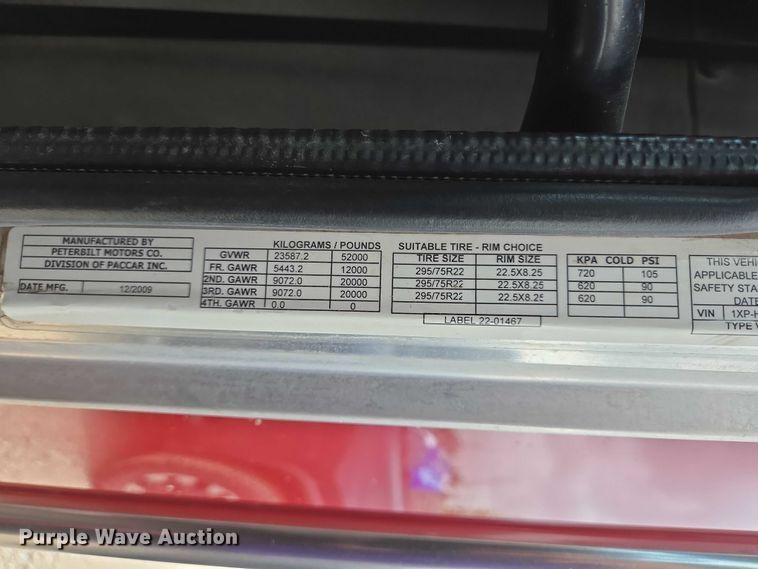 MANUFACTURED BY
PETERBILT MOTORS CO.
DIVISION OF PACCAR INC.
DATE MFG. 12/2009
KILOGRAMS / POUNDS
GVWR 23587.2 52000
FR. GAWR 5443.2 12000
2ND. GAWR 9072.0 20000
3RD. GAWR 9072.0 20000
4TH. GAWR 0.0 0
SUITABLE TIRE - RIM CHOICE
TIRE SIZE RIM SIZE
295/75R22 22.5X8.25
295/75R22 22.5X8.25
295/75R22 22.5X8.25
LABEL 22-01467
KPA COLD PSI
720 105
620 90
620 90
THIS VEHI
APPLICABLE
SAFETY STA
DATE
VIN 1XP-H
TYPE V
Purple Wave Auction